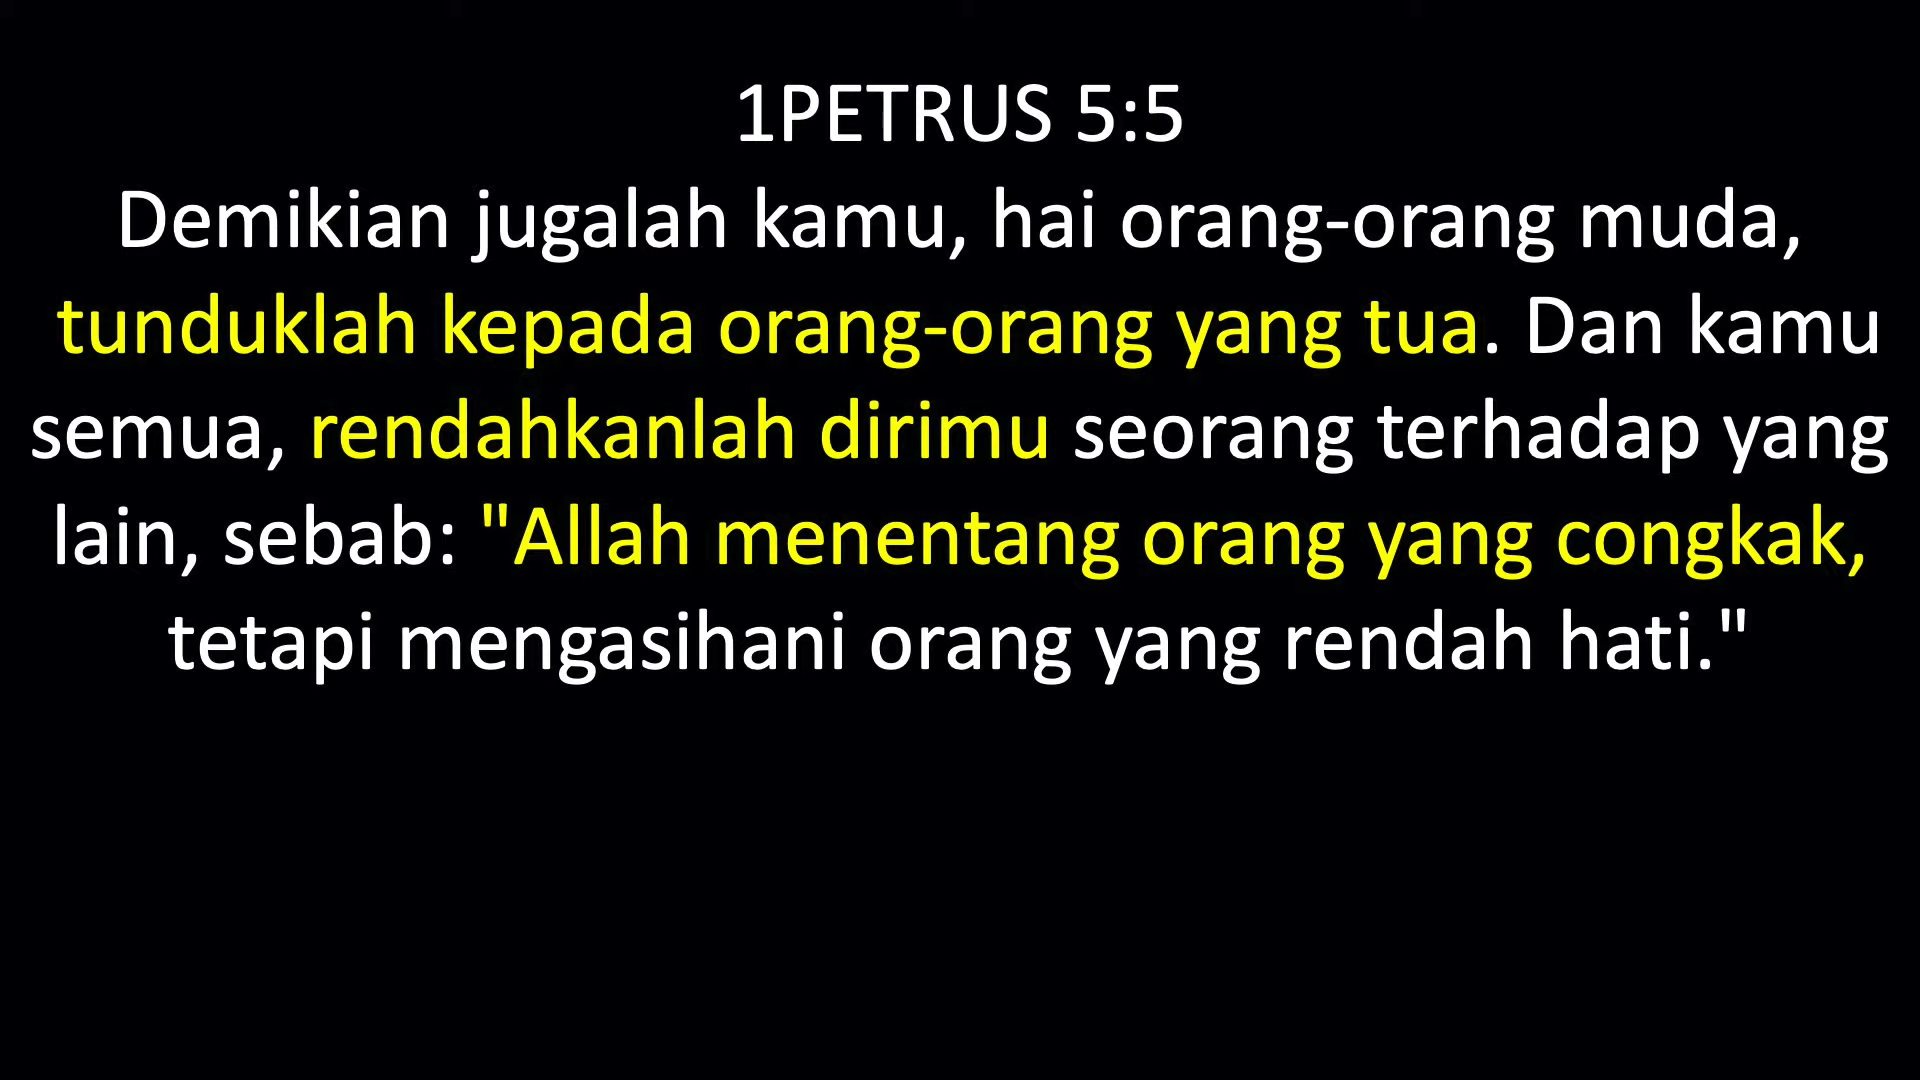 1PETRUS 5:5
Demikian jugalah kamu, hai orang-orang muda,
tunduklah kepada orang-orang yang tua. Dan kamu
semua, rendahkanlah dirimu seorang terhadap yang
lain, sebab: "Allah menentang orang yang congkak,
tetapi mengasihani orang yang rendah hati."